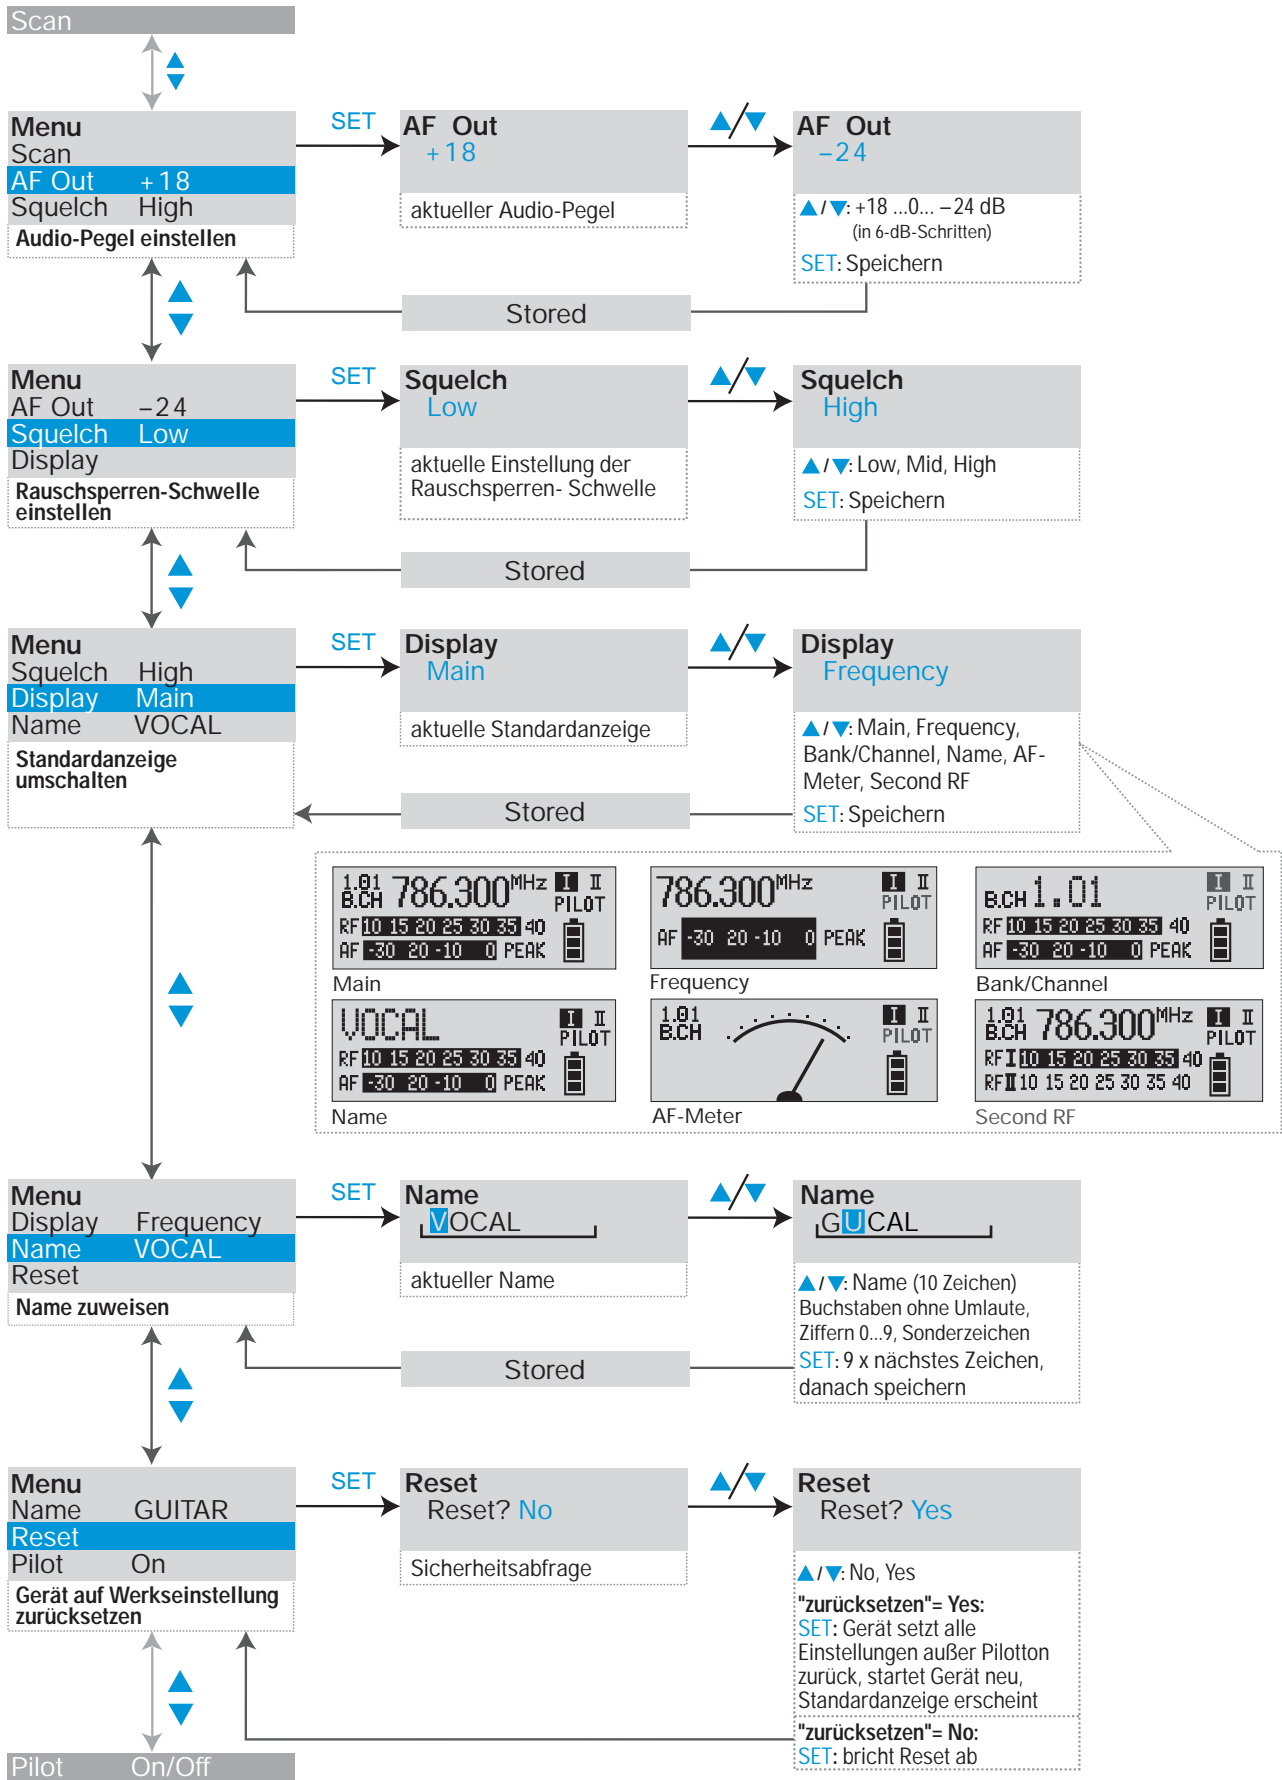 Scan
Menu
Scan
AF Out +18
Squelch High
Audio-Pegel einstellen
SET
AF Out
+18
aktueller Audio-Pegel
AF Out
–24
▲/▼: +18 ...0... –24 dB
(in 6-dB-Schritten)
SET: Speichern
Stored
Menu
AF Out –24
Squelch Low
Display
Rauschsperren-Schwelle
einstellen
SET
Squelch
Low
aktuelle Einstellung der
Rauschsperren- Schwelle
Squelch
High
▲/▼: Low, Mid, High
SET: Speichern
Stored
Menu
Squelch High
Display Main
Name VOCAL
Standardanzeige
umschalten
SET
Display
Main
aktuelle Standardanzeige
Display
Frequency
▲/▼: Main, Frequency,
Bank/Channel, Name, AF-
Meter, Second RF
SET: Speichern
Stored
1.01
B.CH 786.300MHz I II
PILOT
RF 10 15 20 25 30 35 40
AF -30 20 -10 0 PEAK
Main
786.300MHz I II
PILOT
AF -30 20 -10 0 PEAK
Frequency
B.CH 1.01 I II
PILOT
RF 10 15 20 25 30 35 40
AF -30 20 -10 0 PEAK
Bank/Channel
VOCAL I II
PILOT
RF 10 15 20 25 30 35 40
AF -30 20 -10 0 PEAK
Name
1.01
B.CH I II
PILOT
AF-Meter
1.01
B.CH 786.300MHz I II
PILOT
RF I 10 15 20 25 30 35 40
RF II 10 15 20 25 30 35 40
Second RF
Menu
Display Frequency
Name VOCAL
Reset
Name zuweisen
SET
Name
VOCAL
aktueller Name
Name
GUCAL
▲/▼: Name (10 Zeichen)
Buchstaben ohne Umlaute,
Ziffern 0...9, Sonderzeichen
SET: 9 x nächstes Zeichen,
danach speichern
Stored
Menu
Name GUITAR
Reset
Pilot On
Gerät auf Werkseinstellung
zurücksetzen
SET
Reset
Reset? No
Sicherheitsabfrage
Reset
Reset? Yes
▲/▼: No, Yes
"zurücksetzen"= Yes:
SET: Gerät setzt alle
Einstellungen außer Pilotton
zurück, startet Gerät neu,
Standardanzeige erscheint
"zurücksetzen"= No:
SET: bricht Reset ab
Pilot On/Off